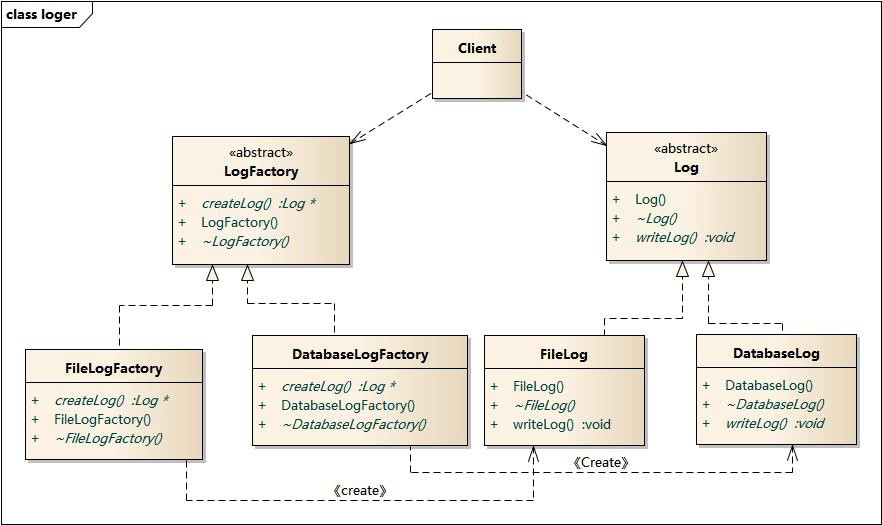 class loger
Client
«abstract»
LogFactory
+ createLog() :Log *
+ LogFactory()
+ ~LogFactory()
«abstract»
Log
+ Log()
+ ~Log()
+ writeLog() :void
FileLogFactory
+ createLog() :Log *
+ FileLogFactory()
+ ~FileLogFactory()
DatabaseLogFactory
+ createLog() :Log *
+ DatabaseLogFactory()
+ ~DatabaseLogFactory()
FileLog
+ FileLog()
+ ~FileLog()
+ writeLog() :void
DatabaseLog
+ DatabaseLog()
+ ~DatabaseLog()
+ writeLog() :void
《Create》
《create》